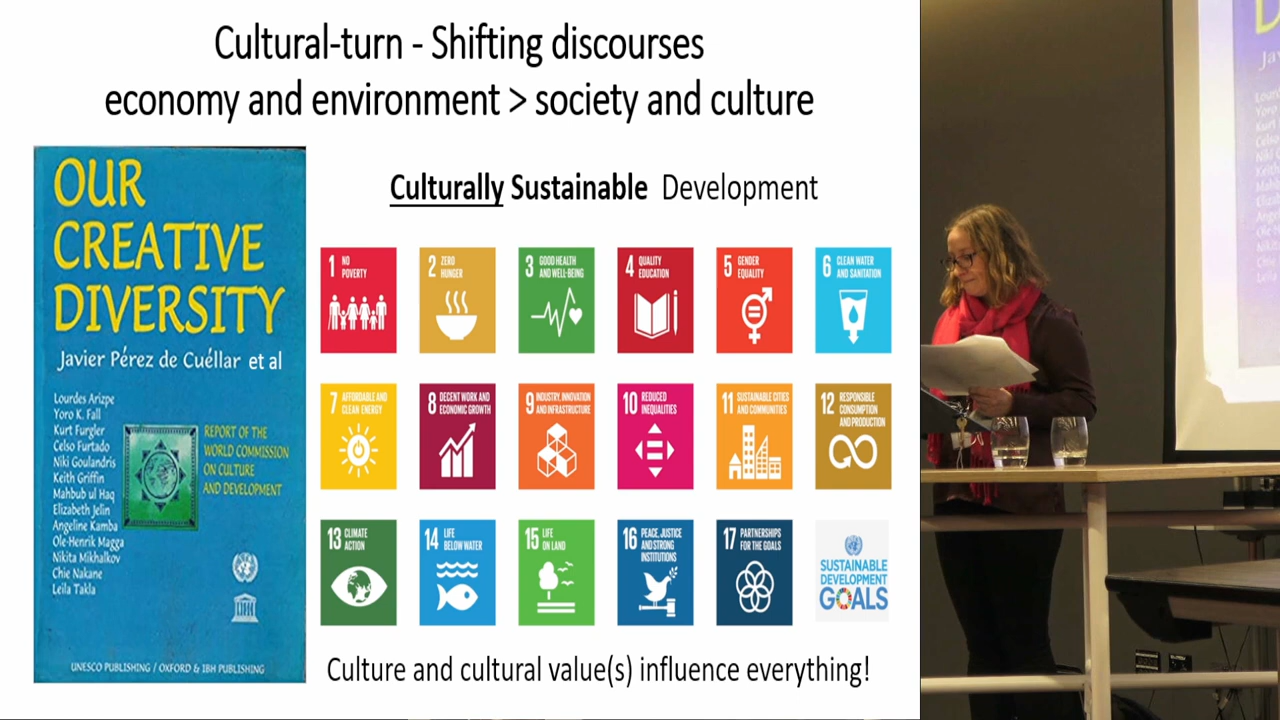 Cultural-turn - Shifting discourses
economy and environment > society and culture
OUR
CREATIVE
DIVERSITY
Javier Pérez de Cuéllar et al
Lourdes Arizpe
Yoro K. Fall
Kurt Furgler
Celso Furtado
Niki Goulandris
Keith Griffin
Mahbub ul Haq
Elizabeth Jelin
Angeline Kamba
Ole-Henrik Magga
Nikita Mikhalkov
Chie Nakane
Leila Takla
REPORT OF THE
WORLD COMMISSION
ON CULTURE
AND DEVELOPMENT
UNESCO PUBLISHING / OXFORD & IBH PUBLISHING
Culturally Sustainable Development
1 NO
POVERTY
2 ZERO
HUNGER
3 GOOD HEALTH
AND WELL-BEING
4 QUALITY
EDUCATION
5 GENDER
EQUALITY
6 CLEAN WATER
AND SANITATION
7 AFFORDABLE AND
CLEAN ENERGY
8 DECENT WORK AND
ECONOMIC GROWTH
9 INDUSTRY, INNOVATION
AND INFRASTRUCTURE
10 REDUCED
INEQUALITIES
11 SUSTAINABLE CITIES
AND COMMUNITIES
12 RESPONSIBLE
CONSUMPTION
AND PRODUCTION
13 CLIMATE
ACTION
14 LIFE
BELOW WATER
15 LIFE
ON LAND
16 PEACE, JUSTICE
AND STRONG
INSTITUTIONS
17 PARTNERSHIPS
FOR THE GOALS
SUSTAINABLE
DEVELOPMENT
GOALS
Culture and cultural value(s) influence everything!